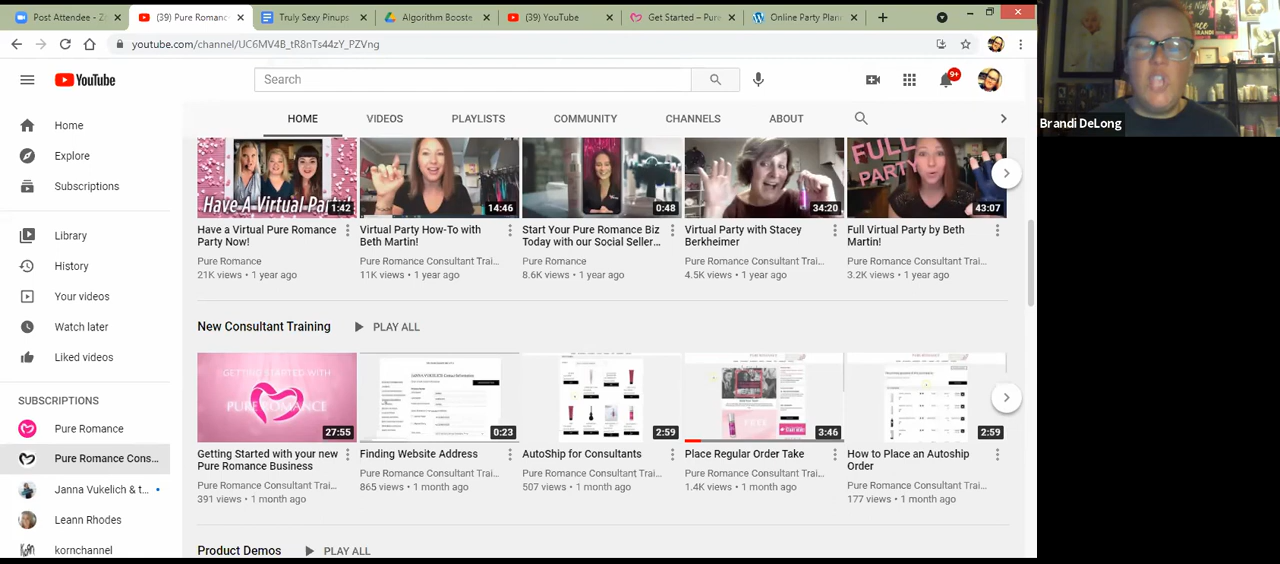 Post Attendee - Z
(39) Pure Romanc
Truly Sexy Pinups
Algorithm Booste
(39) YouTube
Get Started – Pure
Online Party Plan
youtube.com/channel/UC6MV4B_tR8nTs44zY_PZVng
YouTube
Search
9+
HOME
VIDEOS
PLAYLISTS
COMMUNITY
CHANNELS
ABOUT
Home
Explore
Subscriptions
Library
History
Your videos
Watch later
Liked videos
SUBSCRIPTIONS
Pure Romance
Pure Romance Cons...
Janna Vukelich & t...
Leann Rhodes
kornchannel
Have A Virtual Part
1:42
14:46
0:48
34:20
FULL
PARTY
43:07
Have a Virtual Pure Romance
Party Now!
Pure Romance
21K views • 1 year ago
Virtual Party How-To with
Beth Martin!
Pure Romance Consultant Trai...
11K views • 1 year ago
Start Your Pure Romance Biz
Today with our Social Seller...
Pure Romance
8.6K views • 1 year ago
Virtual Party with Stacey
Berkheimer
Pure Romance Consultant Trai...
4.5K views • 1 year ago
Full Virtual Party by Beth
Martin!
Pure Romance Consultant Trai...
3.2K views • 1 year ago
New Consultant Training
PLAY ALL
GETTING STARTED WITH
PURE ROMANCE
27:55
0:23
2:59
3:46
2:59
Getting Started with your new
Pure Romance Business
Pure Romance Consultant Trai...
391 views • 1 month ago
Finding Website Address
Pure Romance Consultant Trai...
865 views • 1 month ago
AutoShip for Consultants
Pure Romance Consultant Trai...
507 views • 1 month ago
Place Regular Order Take
Pure Romance Consultant Trai...
1.4K views • 1 month ago
How to Place an Autoship
Order
Pure Romance Consultant Trai...
177 views • 1 month ago
Product Demos
PLAY ALL
Brandi DeLong